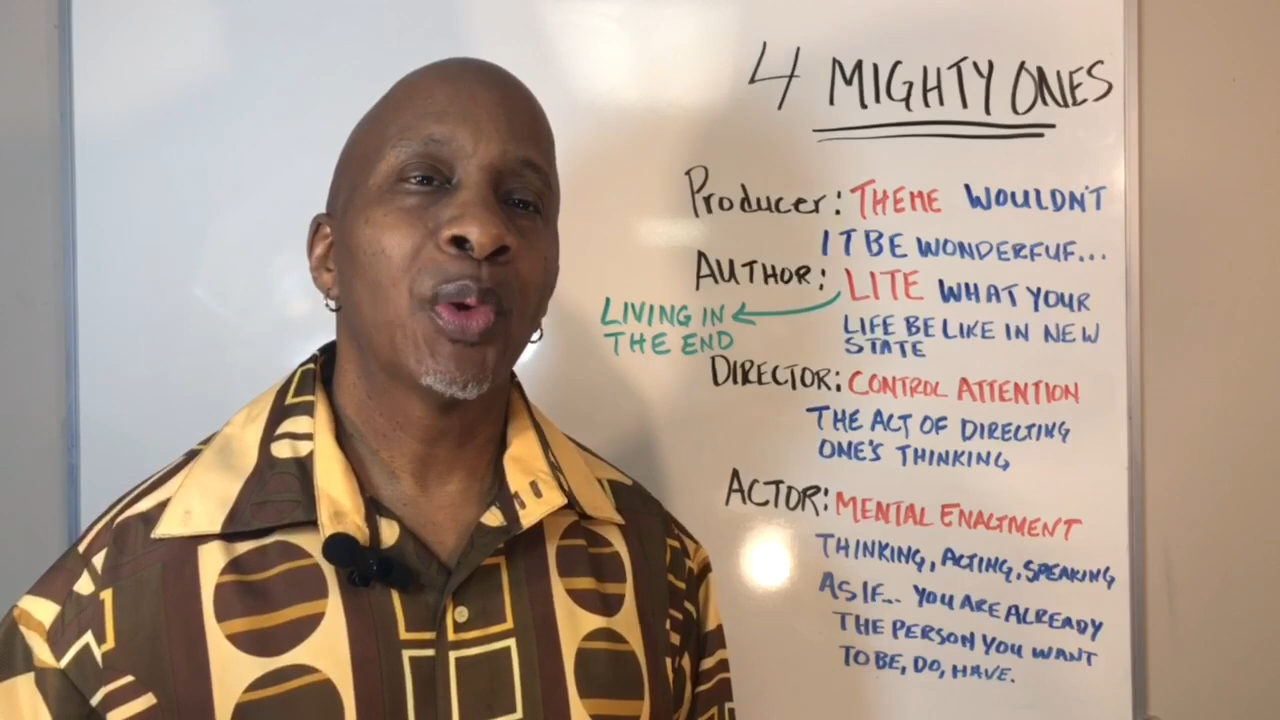 4 MIGHTY ONES
Producer: THEME WOULDN'T
IT BE WONDERFUF...
AUTHOR: LITE WHAT YOUR
LIFE BE LIKE IN NEW
STATE
LIVING IN
THE END
DIRECTOR: CONTROL ATTENTION
THE ACT OF DIRECTING
ONE'S THINKING
ACTOR: MENTAL ENACTMENT
THINKING, ACTING, SPEAKING
AS IF... YOU ARE ALREADY
THE PERSON YOU WANT
TO BE, DO, HAVE.